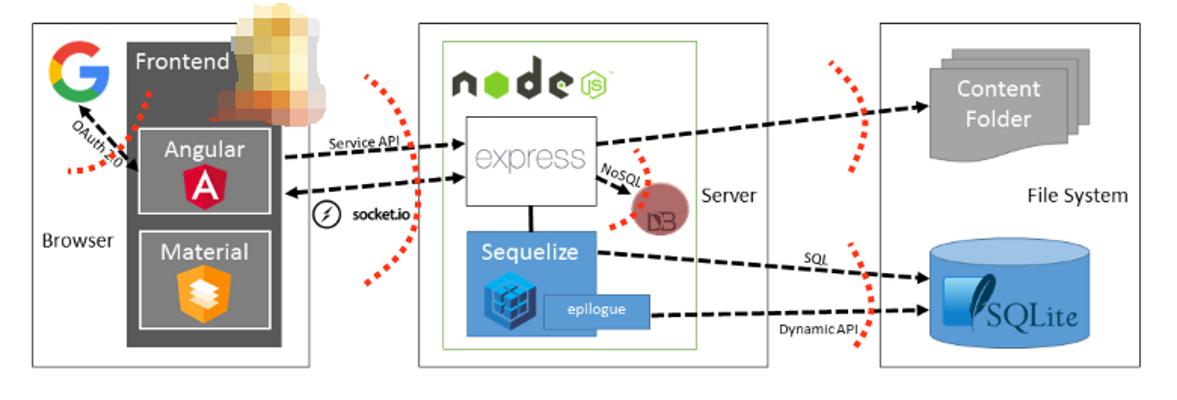 Frontend
OAuth 2.0
Angular
A
Browser
Material
Service API
socket.io
node
JS
™
express
NoSQL
DB
Server
Sequelize
epilogue
Content
Folder
File System
SQL
SQLite
Dynamic API